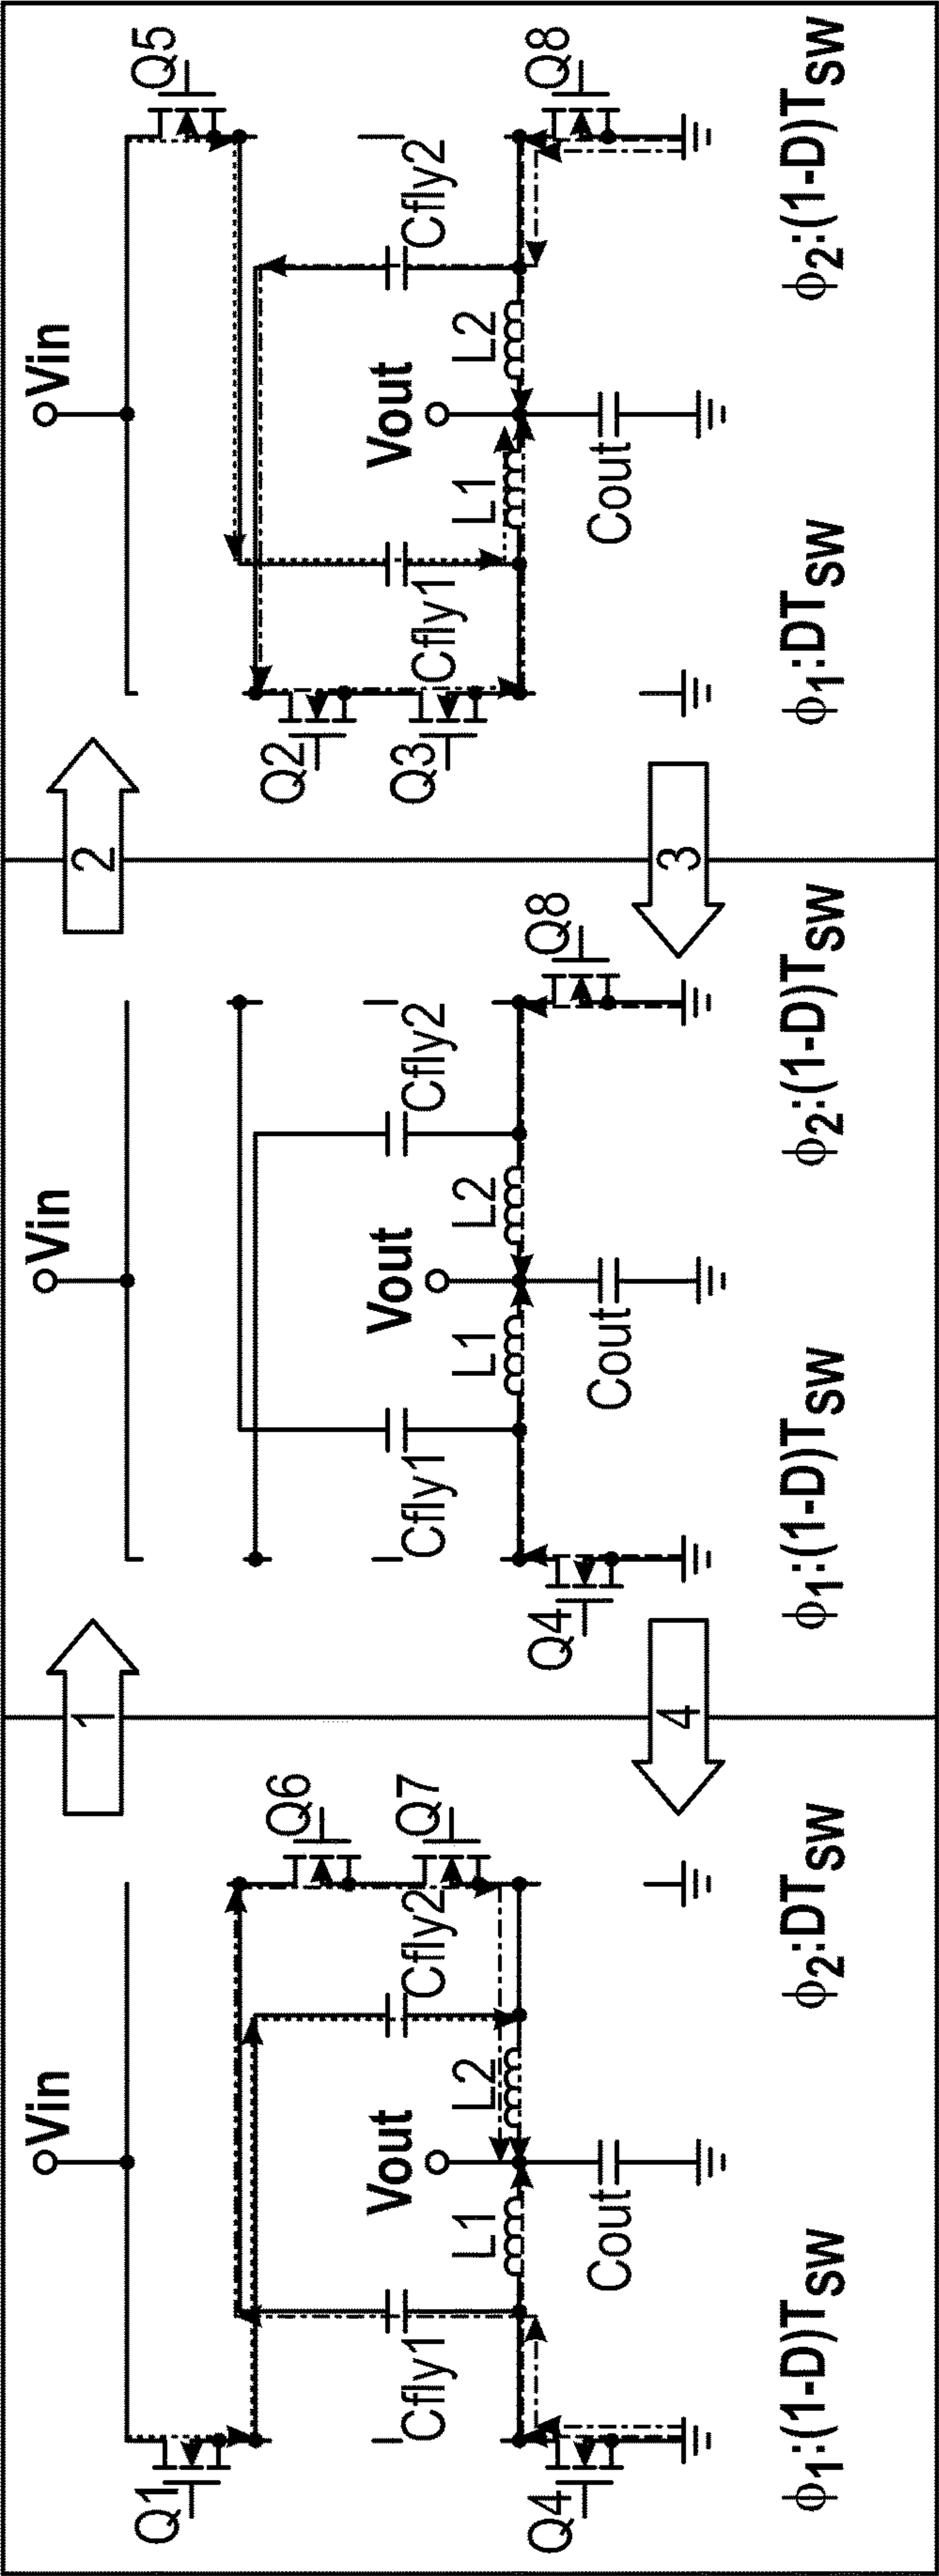 1
2
Vin
Q1
Q6
Q7
Cfly1
Cfly2
Vout
L1
L2
Q4
Cout
ϕ1:(1-D)TSW
ϕ2:DTSW
Vin
Cfly1
Cfly2
Vout
L1
L2
Q4
Q8
Cout
ϕ1:(1-D)TSW
ϕ2:(1-D)TSW
Vin
Q5
Q2
Q3
Cfly1
Cfly2
Vout
L1
L2
Q8
Cout
ϕ1:DTSW
ϕ2:(1-D)TSW
4
3